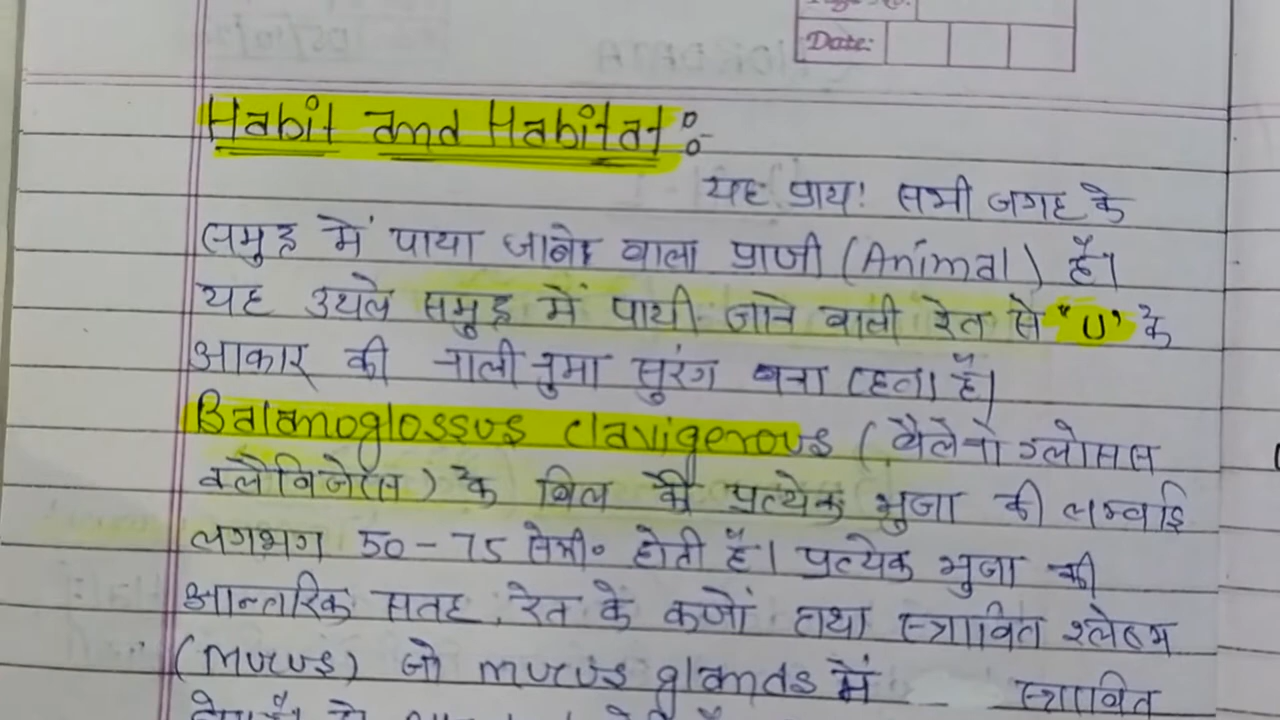 Date:
Habit and Habitat :-
यह प्रायः सभी जगह के
समुद्र में पाया जाने वाला प्राणी (Animal) है।
यह उथले समुद्र में पायी जाने वाली रेत से "U" के
आकार की नाली नुमा सुरंग बना रहता है।
Balanoglossus clavigerous (बैलेनो ग्लोसस
क्लैविजेरस) के बिल की प्रत्येक भुजा की लम्बाई
लगभग 50-75 सेमी० होती है। प्रत्येक भुजा की
आन्तरिक सतह, रेत के कणों तथा स्त्रावित श्लेष्म
(mucus) जो mucus glands में स्त्रावित